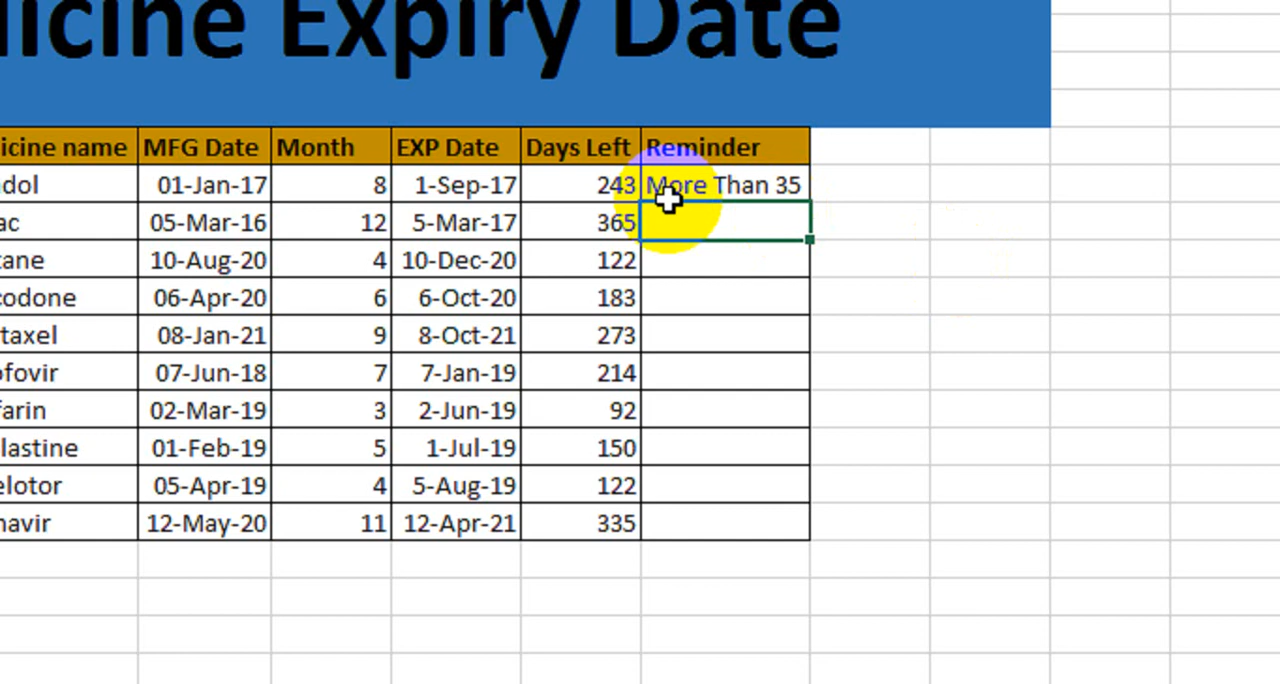 licine Expiry Date
icine name MFG Date Month EXP Date Days Left Reminder
dol 01-Jan-17 8 1-Sep-17 243 More Than 35
ac 05-Mar-16 12 5-Mar-17 365
tane 10-Aug-20 4 10-Dec-20 122
codone 06-Apr-20 6 6-Oct-20 183
taxel 08-Jan-21 9 8-Oct-21 273
ofovir 07-Jun-18 7 7-Jan-19 214
farin 02-Mar-19 3 2-Jun-19 92
lastine 01-Feb-19 5 1-Jul-19 150
elotor 05-Apr-19 4 5-Aug-19 122
navir 12-May-20 11 12-Apr-21 335